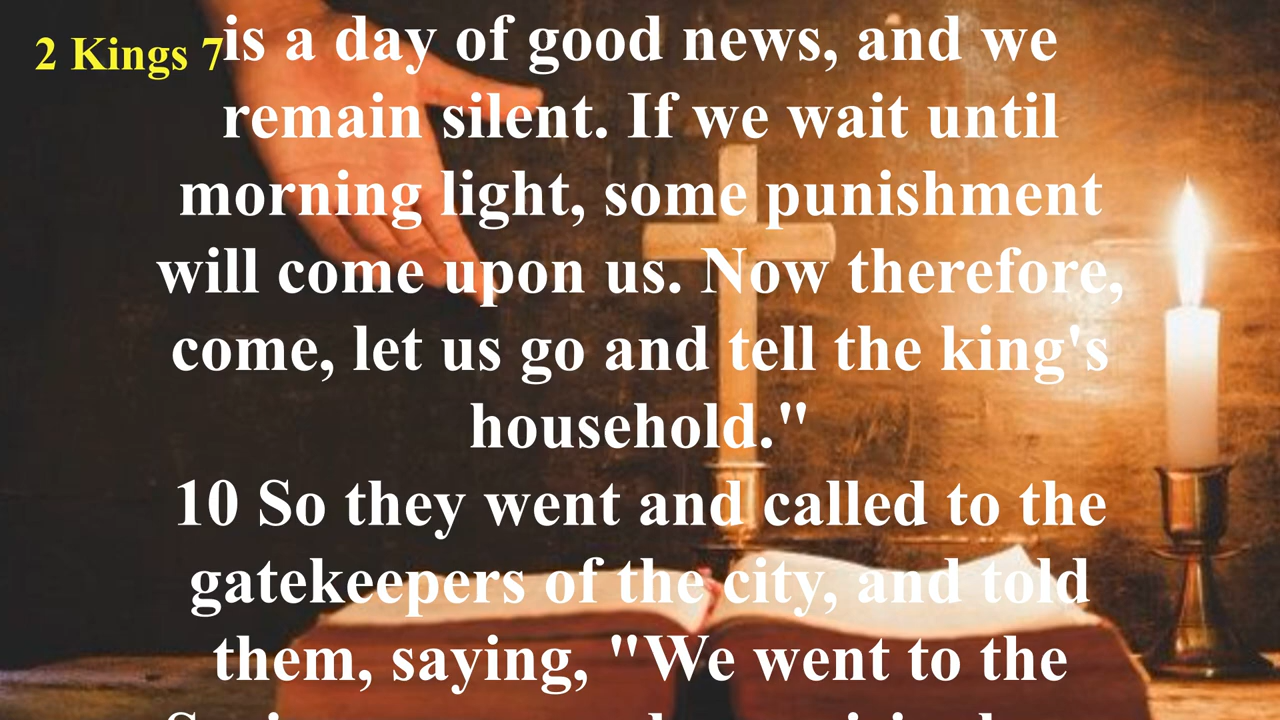 2 Kings 7
is a day of good news, and we
remain silent. If we wait until
morning light, some punishment
will come upon us. Now therefore,
come, let us go and tell the king's
household."
10 So they went and called to the
gatekeepers of the city, and told
them, saying, "We went to the